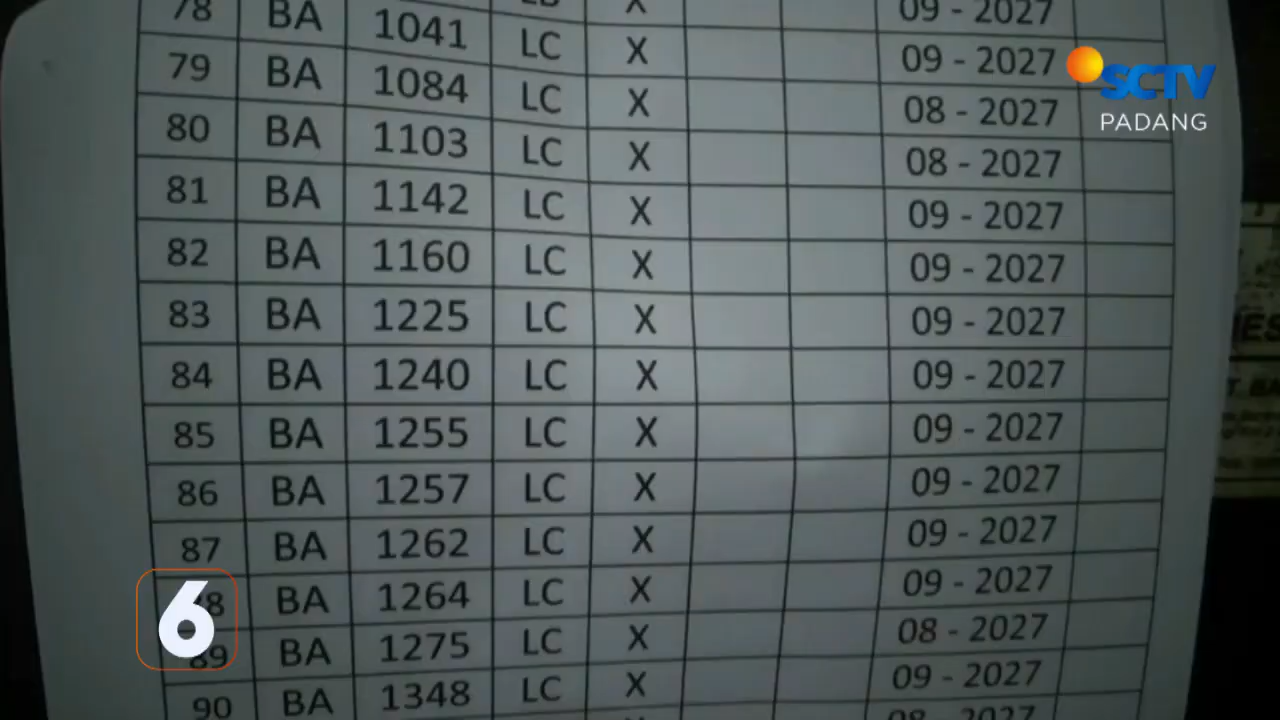 X 09 - 2027
78 BA 1041 LC X 09 - 2027
79 BA 1084 LC X 08 - 2027
80 BA 1103 LC X 08 - 2027
81 BA 1142 LC X 09 - 2027
82 BA 1160 LC X 09 - 2027
83 BA 1225 LC X 09 - 2027
84 BA 1240 LC X 09 - 2027
85 BA 1255 LC X 09 - 2027
86 BA 1257 LC X 09 - 2027
87 BA 1262 LC X 09 - 2027
BA 1264 LC X 09 - 2027
89 BA 1275 LC X 08 - 2027
90 BA 1348 LC X 09 - 2027
08 - 2027
SCTV
PADANG
6